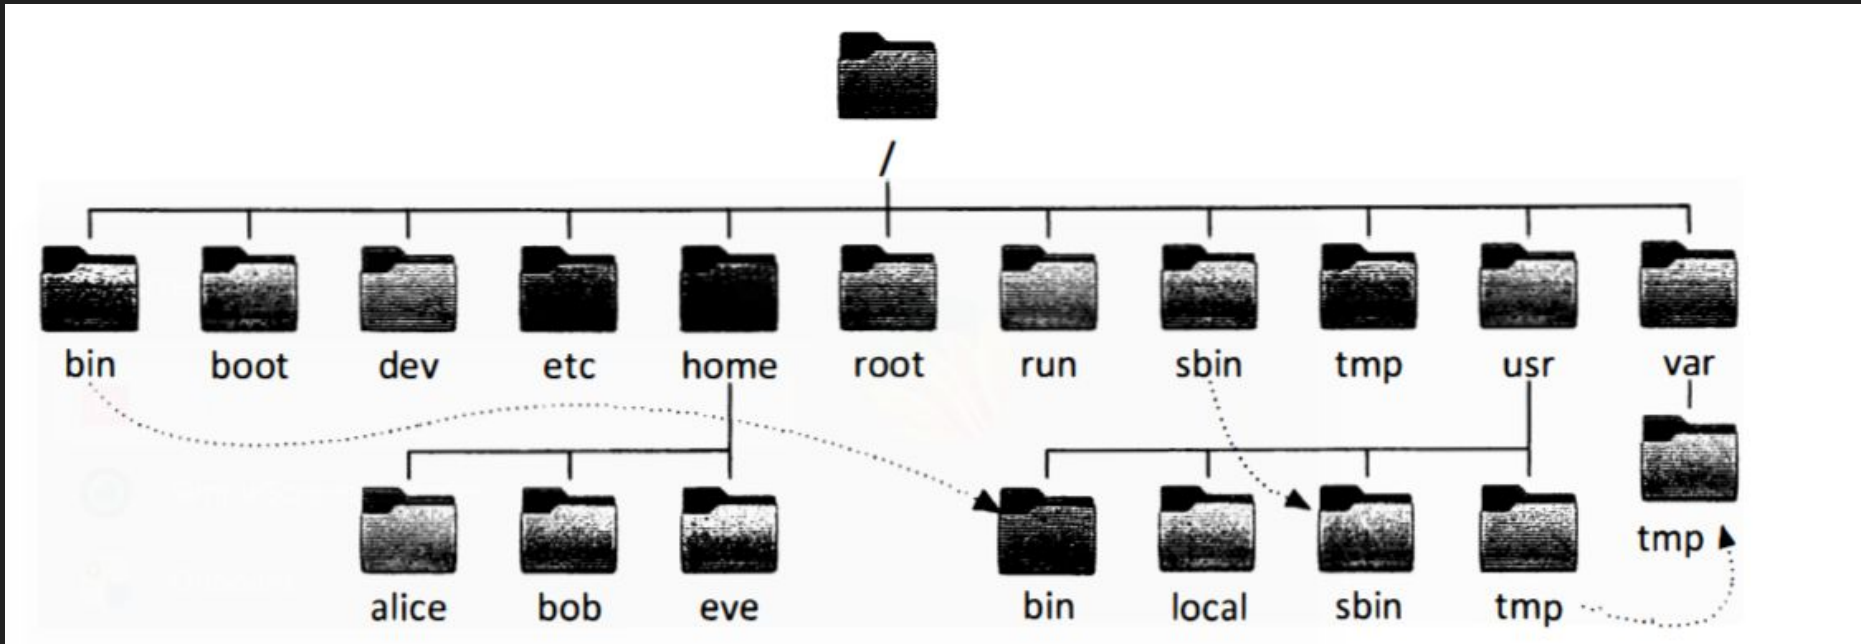 /
bin boot dev etc home root run sbin tmp usr var
tmp
alice bob eve bin local sbin tmp